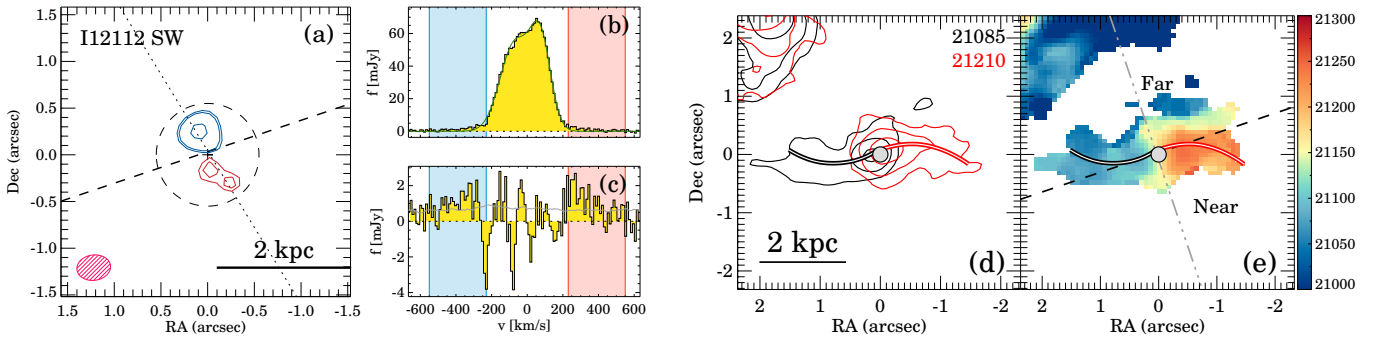 (a)
I12112 SW
2 kpc
Dec (arcsec)
1.5
1.0
0.5
0.0
-0.5
-1.0
-1.5
1.5 1.0 0.5 0.0 -0.5 -1.0 -1.5
RA (arcsec)
(b)
f [mJy]
60
40
20
0
(c)
f [mJy]
2
0
-2
-4
-600 -400 -200 0 200 400 600
v [km/s]
21085
21210
2 kpc
(d)
Dec (arcsec)
2
1
0
-1
-2
2 1 0 -1 -2
RA (arcsec)
Far
Near
(e)
2 1 0 -1 -2
RA (arcsec)
21300
21250
21200
21150
21100
21050
21000